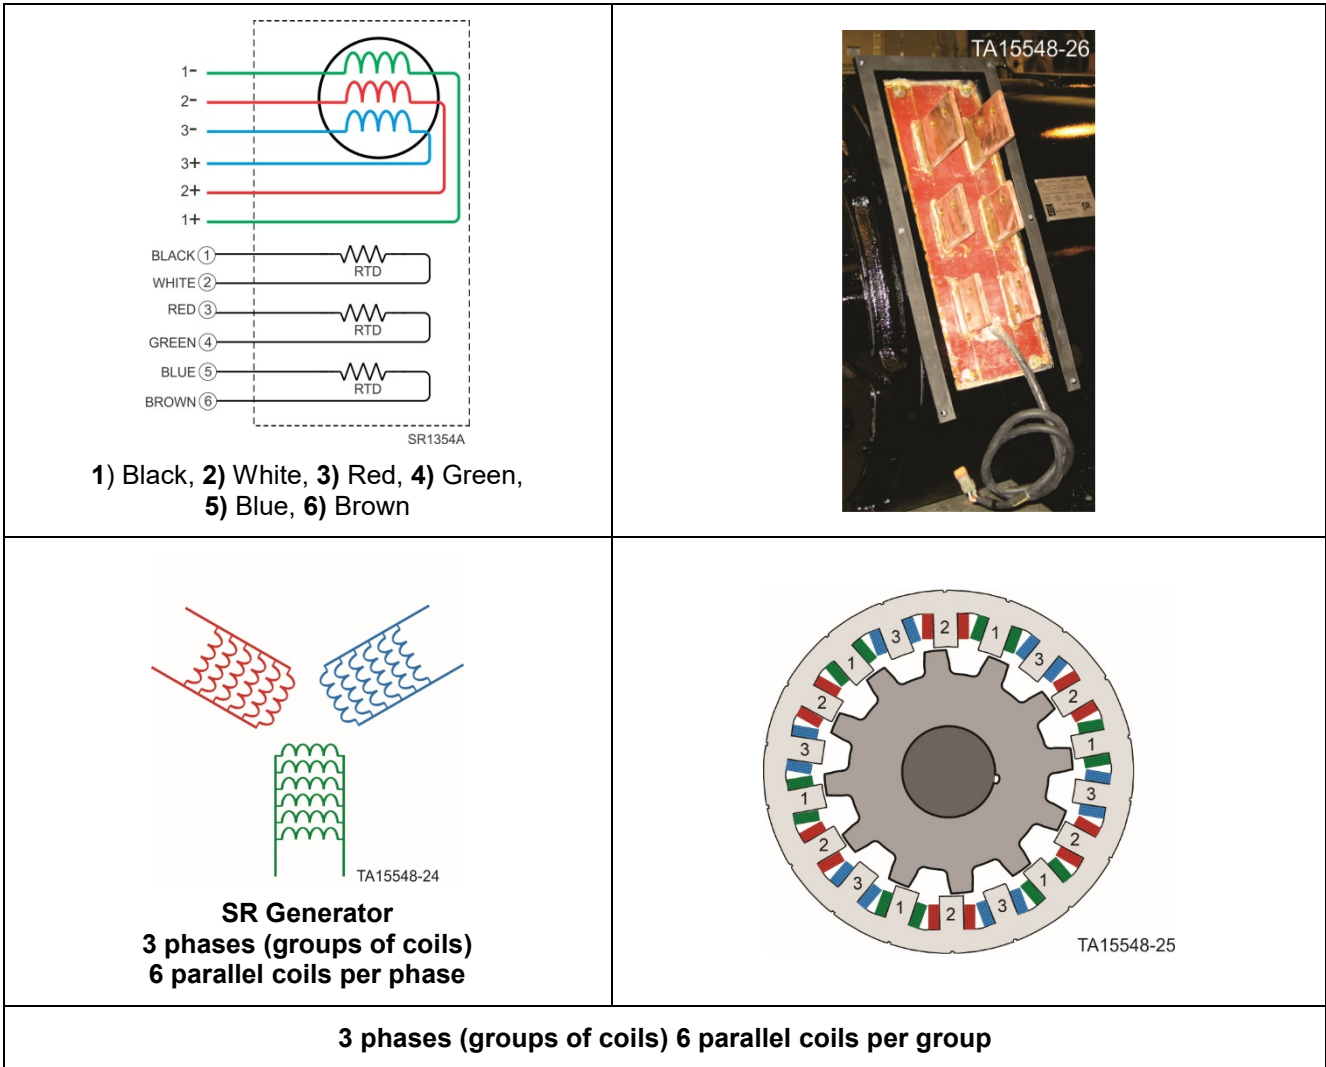 1-
2-
3-
3+
2+
1+
BLACK 1
RTD
WHITE 2
RED 3
RTD
GREEN 4
BLUE 5
RTD
BROWN 6
SR1354A
1) Black, 2) White, 3) Red, 4) Green,
5) Blue, 6) Brown
TA15548-26
SR
TA15548-24
SR Generator
3 phases (groups of coils)
6 parallel coils per phase
2
1
3
2
1
3
2
1
3
2
1
3
2
1
3
2
1
3
TA15548-25
3 phases (groups of coils) 6 parallel coils per group